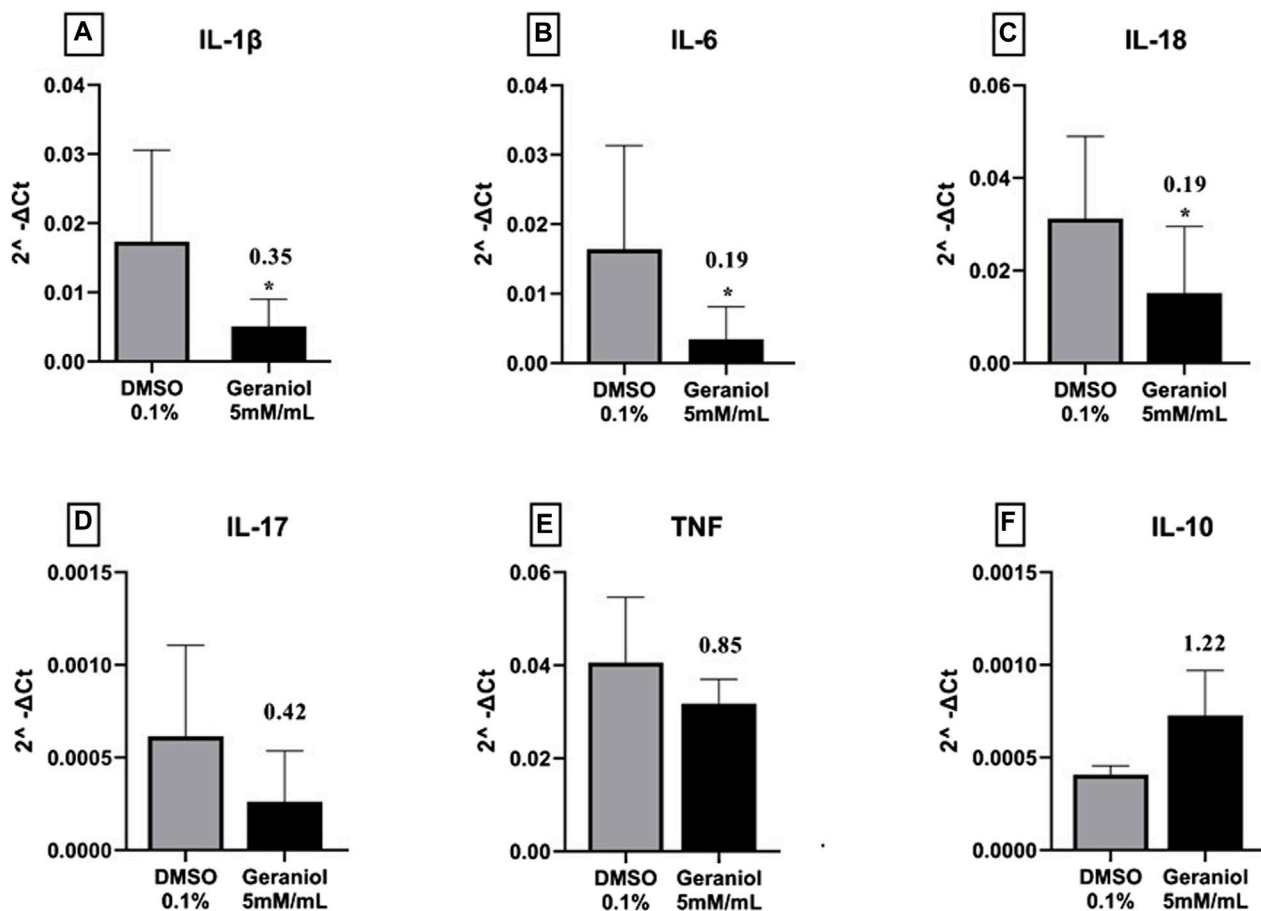 A IL-1β
0.04
0.03
0.02
0.01
0.00
2^ -ΔCt
0.35
*
DMSO
0.1%
Geraniol
5mM/mL
B IL-6
0.04
0.03
0.02
0.01
0.00
2^ -ΔCt
0.19
*
DMSO
0.1%
Geraniol
5mM/mL
C IL-18
0.06
0.04
0.02
0.00
2^ -ΔCt
0.19
*
DMSO
0.1%
Geraniol
5mM/mL
D IL-17
0.0015
0.0010
0.0005
0.0000
2^ -ΔCt
0.42
DMSO
0.1%
Geraniol
5mM/mL
E TNF
0.06
0.04
0.02
0.00
2^ -ΔCt
0.85
DMSO
0.1%
Geraniol
5mM/mL
F IL-10
0.0015
0.0010
0.0005
0.0000
2^ -ΔCt
1.22
DMSO
0.1%
Geraniol
5mM/mL